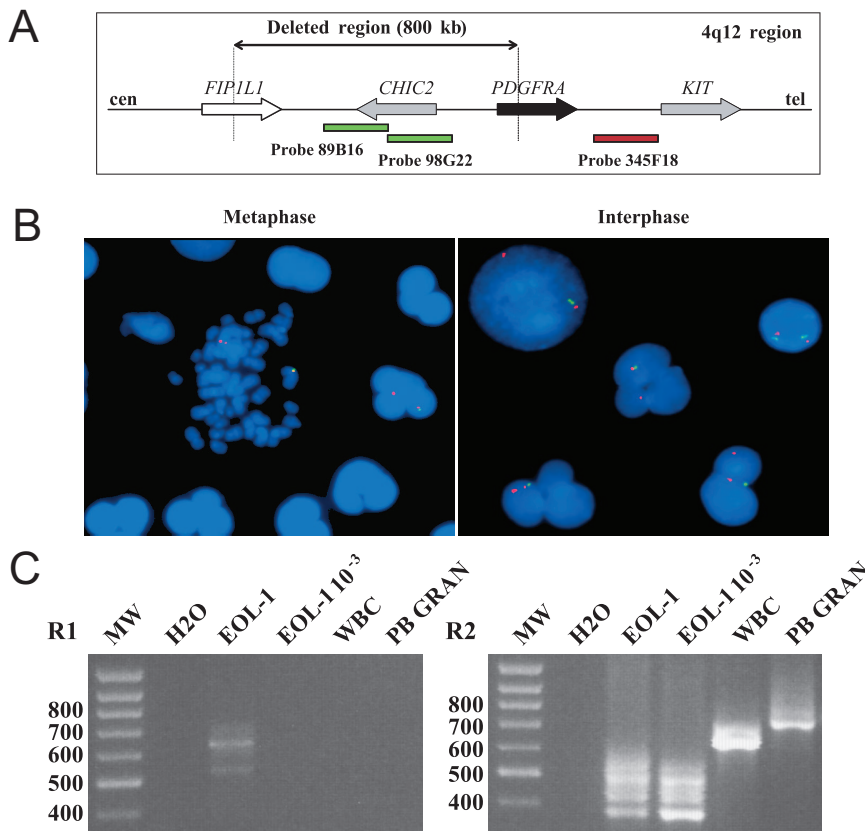 A
Deleted region (800 kb)
4q12 region
FIP1L1 CHIC2 PDGFRA KIT
cen tel
Probe 89B16 Probe 98G22 Probe 345F18
B
Metaphase Interphase
C
R1 MW H2O EOL-1 EOL-1 10-3 WBC PB GRAN
800
700
600
500
400
R2 MW H2O EOL-1 EOL-1 10-3 WBC PB GRAN
800
700
600
500
400